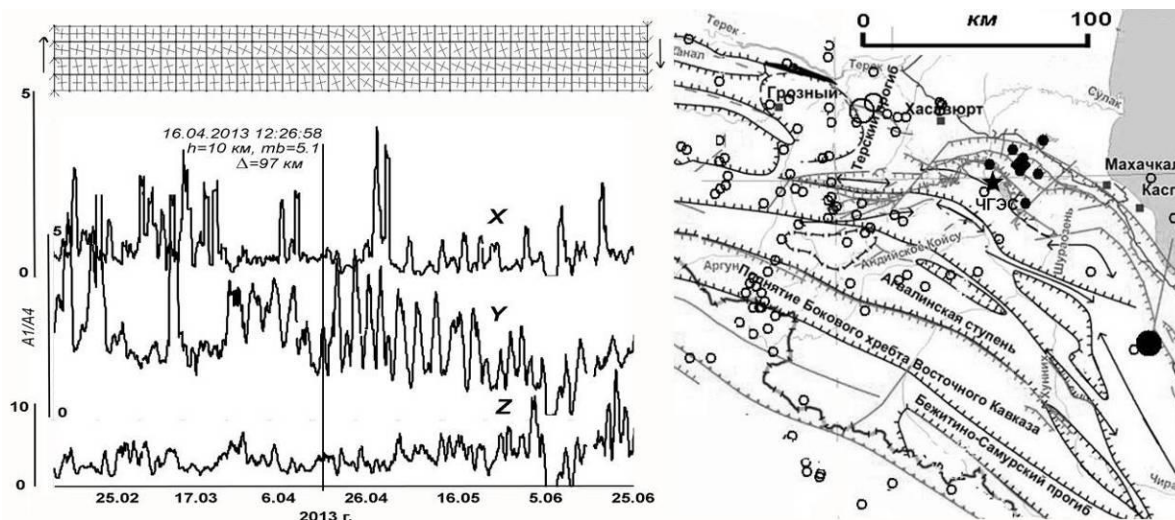 5
16.04.2013 12:26:58
h=10 км, mb=5.1
Δ=97 км
X
5
0
A1/A4
Y
0
10
Z
0
25.02
17.03
6.04
26.04
16.05
5.06
25.06
2013 г.
0
км
100
Терек
Терек
Грозный
Терский прогиб
Хасавюрт
Сулак
Махачкал
Касп
ЧГЭС
Шураозень
Андийское Койсу
Аргун
Агвалинская ступень
Поднятие Бокового хребта Восточного Кавказа
Бежитино-Самурский прогиб
Чира